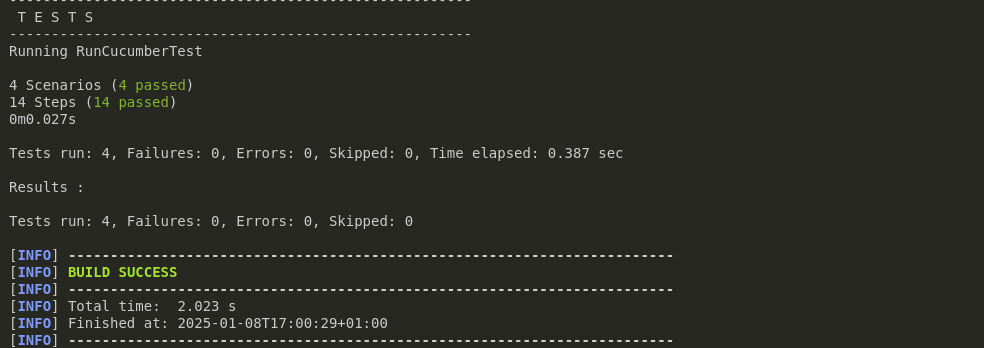 -------------------------------------------------------
 T E S T S
-------------------------------------------------------
Running RunCucumberTest

4 Scenarios (4 passed)
14 Steps (14 passed)
0m0.027s

Tests run: 4, Failures: 0, Errors: 0, Skipped: 0, Time elapsed: 0.387 sec

Results :

Tests run: 4, Failures: 0, Errors: 0, Skipped: 0

[INFO] ------------------------------------------------------------------------
[INFO] BUILD SUCCESS
[INFO] ------------------------------------------------------------------------
[INFO] Total time:  2.023 s
[INFO] Finished at: 2025-01-08T17:00:29+01:00
[INFO] ------------------------------------------------------------------------